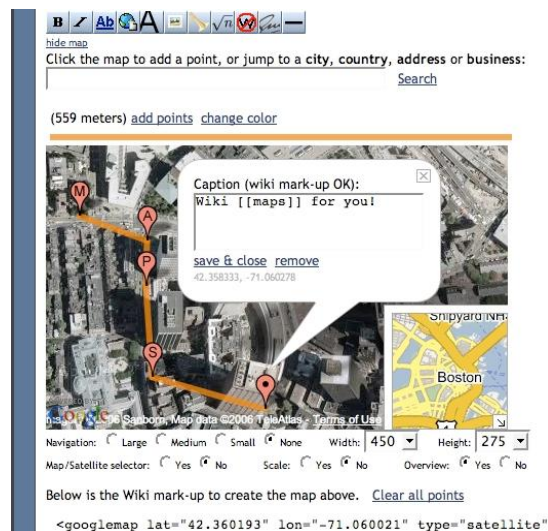 B I Ab A √n W
hide map
Click the map to add a point, or jump to a city, country, address or business:
Search
(559 meters) add points change color
Caption (wiki mark-up OK):
Wiki [[maps]] for you!
save & close remove
42.358333, -71.060278
M
A
P
S
Shipyard NH
Boston
Sanborn, Map data ©2006 TeleAtlas - Terms of Use
Navigation: Large Medium Small None Width: 450 Height: 275
Map/Satellite selector: Yes No Scale: Yes No Overview: Yes No
Below is the Wiki mark-up to create the map above. Clear all points
<googlemap lat="42.360193" lon="-71.060021" type="satellite"